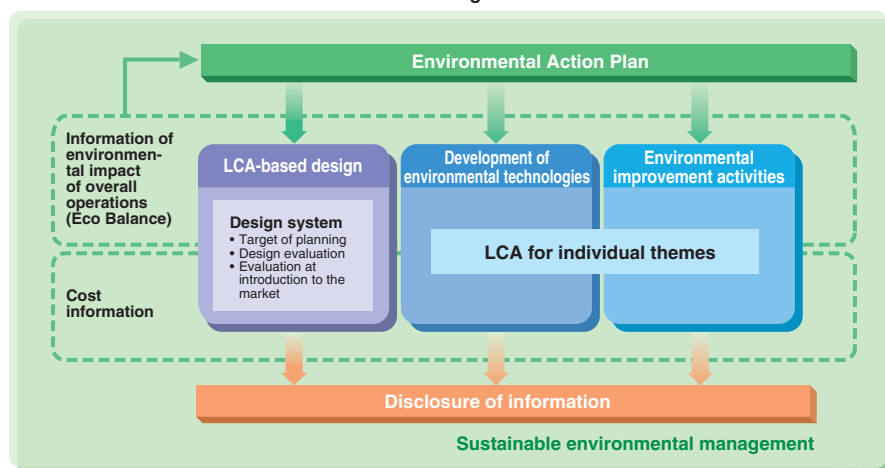 Environmental Action Plan
Information of
environmen-
tal impact
of overall
operations
(Eco Balance)
LCA-based design
Development of
environmental technologies
Environmental
improvement activities
Design system
• Target of planning
• Design evaluation
• Evaluation at
introduction to the
market
LCA for individual themes
Cost
information
Disclosure of information
Sustainable environmental management